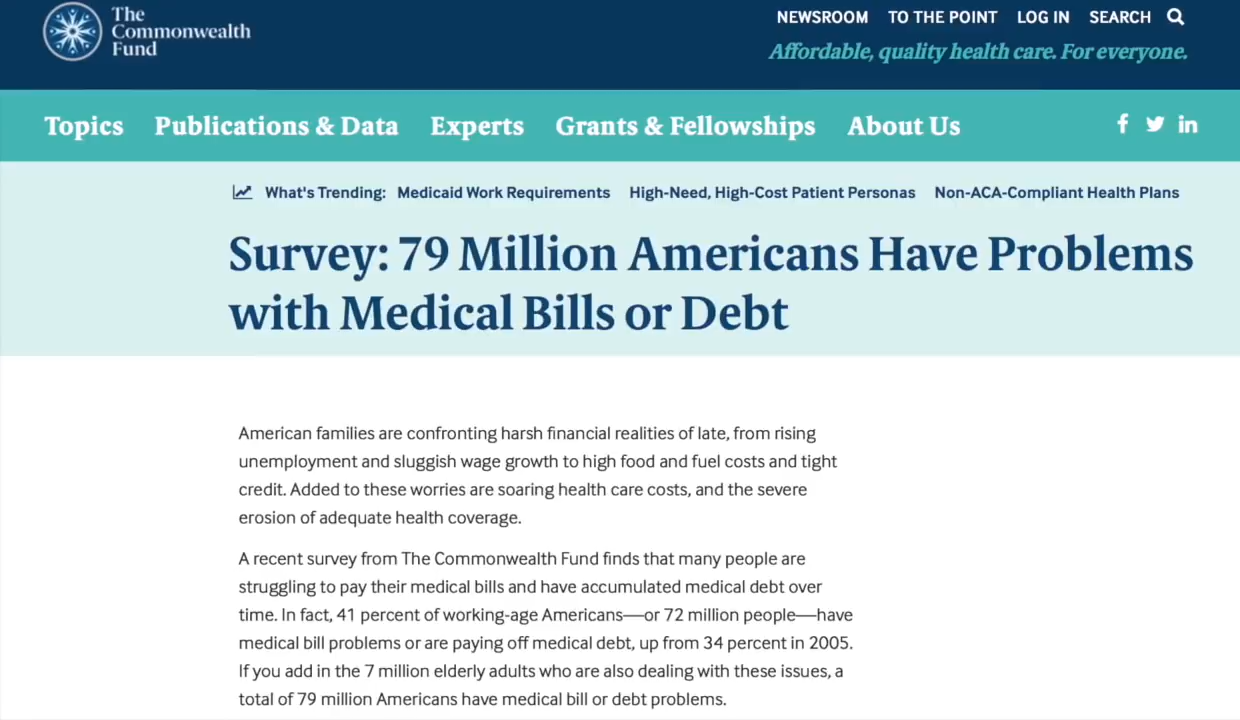 The
Commonwealth
Fund
NEWSROOM TO THE POINT LOG IN SEARCH
Affordable, quality health care. For everyone.
Topics Publications & Data Experts Grants & Fellowships About Us
What's Trending: Medicaid Work Requirements High-Need, High-Cost Patient Personas Non-ACA-Compliant Health Plans
Survey: 79 Million Americans Have Problems
with Medical Bills or Debt
American families are confronting harsh financial realities of late, from rising
unemployment and sluggish wage growth to high food and fuel costs and tight
credit. Added to these worries are soaring health care costs, and the severe
erosion of adequate health coverage.
A recent survey from The Commonwealth Fund finds that many people are
struggling to pay their medical bills and have accumulated medical debt over
time. In fact, 41 percent of working-age Americans—or 72 million people—have
medical bill problems or are paying off medical debt, up from 34 percent in 2005.
If you add in the 7 million elderly adults who are also dealing with these issues, a
total of 79 million Americans have medical bill or debt problems.